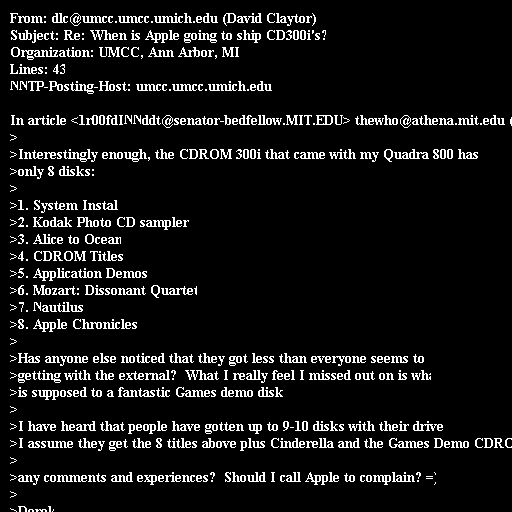 From: dlc@umcc.umcc.umich.edu (David Claytor)
Subject: Re: When is Apple going to ship CD300i's?
Organization: UMCC, Ann Arbor, MI
Lines: 43
NNTP-Posting-Host: umcc.umcc.umich.edu

In article <1r00fdINNddt@senator-bedfellow.MIT.EDU> thewho@athena.mit.edu (
>
>Interestingly enough, the CDROM 300i that came with my Quadra 800 has
>only 8 disks:
>
>1. System Instal
>2. Kodak Photo CD sampler
>3. Alice to Ocean
>4. CDROM Titles
>5. Application Demos
>6. Mozart: Dissonant Quartet
>7. Nautilus
>8. Apple Chronicles
>
>Has anyone else noticed that they got less than everyone seems to
>getting with the external?  What I really feel I missed out on is wha
>is supposed to a fantastic Games demo disk
>
>I have heard that people have gotten up to 9-10 disks with their drive
>I assume they get the 8 titles above plus Cinderella and the Games Demo CDRO
>
>any comments and experiences?  Should I call Apple to complain? =)
>
>Derek